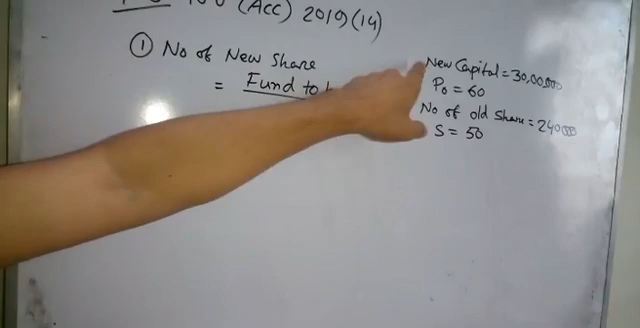 (Acc) 2019 (14)
① No of New Share
= Fund to
New Capital = 30,00,000
P₀ = 60
No of old share = 240000
S = 50